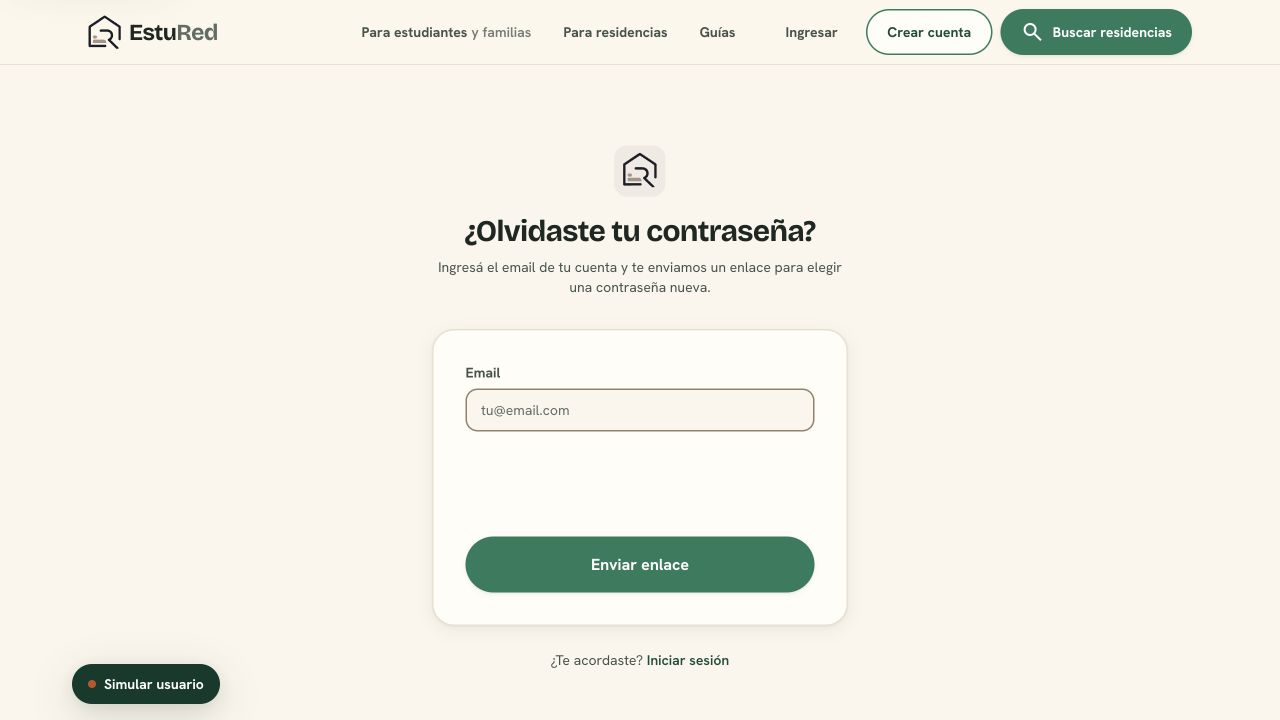 EstuRed
Para estudiantes y familias
Para residencias
Guías
Ingresar
Crear cuenta
Buscar residencias
¿Olvidaste tu contraseña?
Ingresá el email de tu cuenta y te enviamos un enlace para elegir
una contraseña nueva.
Email
tu@email.com
Enviar enlace
¿Te acordaste? Iniciar sesión
Simular usuario